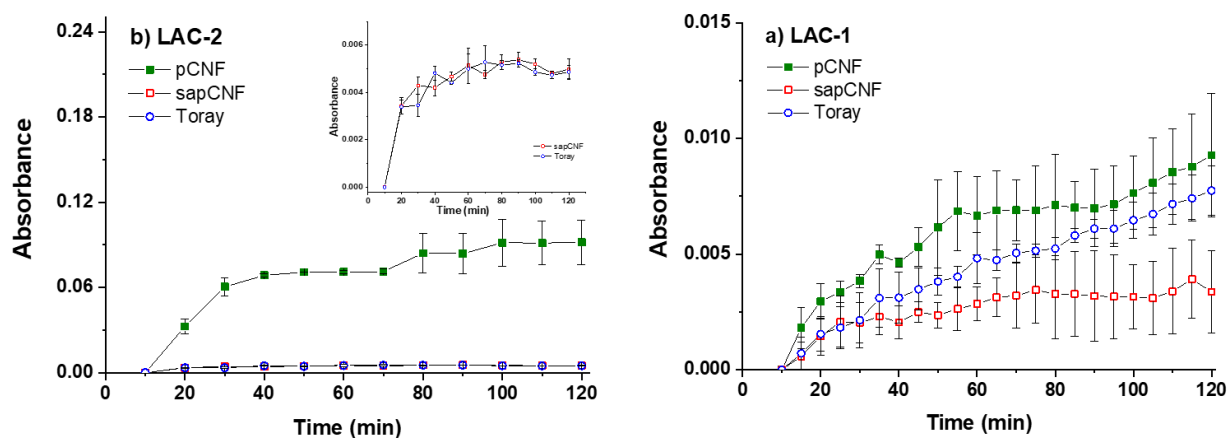 b) LAC-2
pCNF
sapCNF
Toray
Absorbance
0.24
0.18
0.12
0.06
0.00
20 40 60 80 100 120
Time (min)
Absorbance
0.006
0.004
0.002
0.000
0 20 40 60 80 100 120
Time (min)
sapCNF
Toray
a) LAC-1
pCNF
sapCNF
Toray
Absorbance
0.015
0.010
0.005
0.000
20 40 60 80 100 120
Time (min)